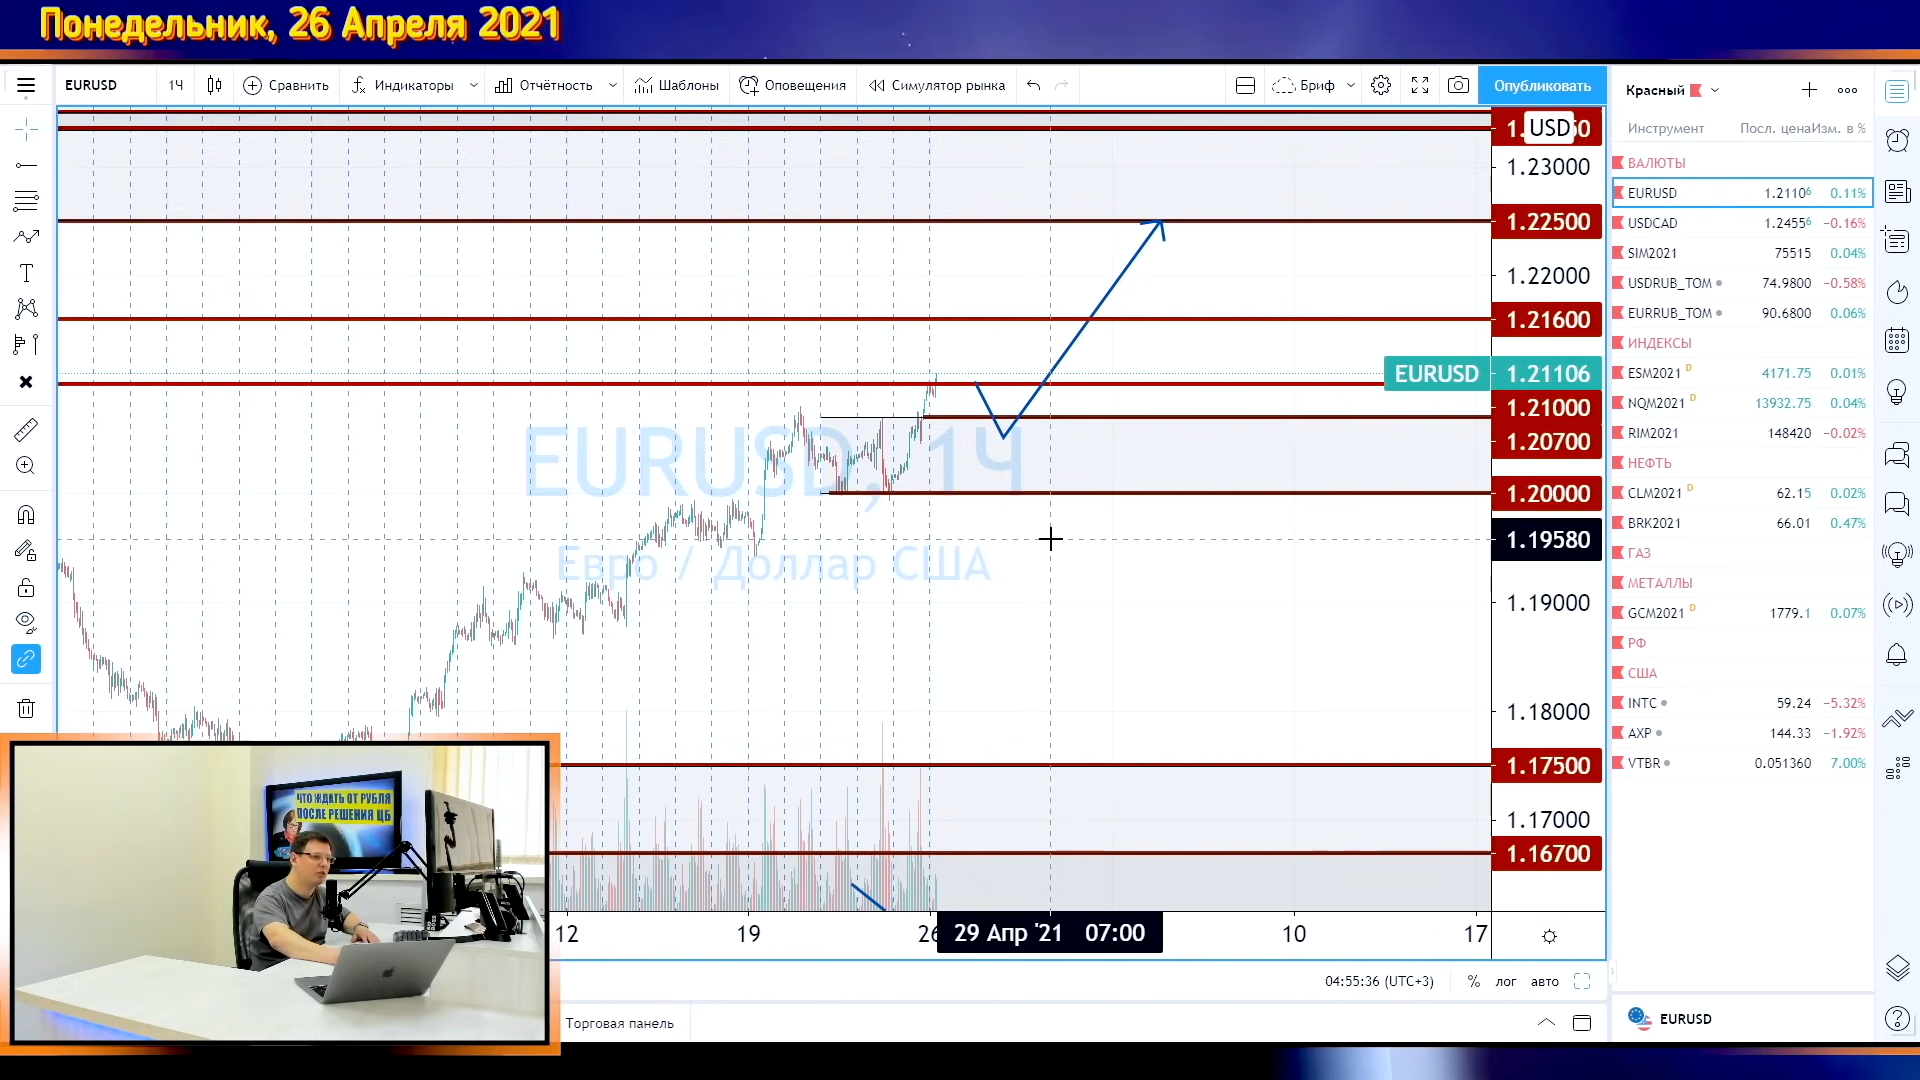 Понедельник, 26 Апреля 2021
EURUSD 1Ч Сравнить Индикаторы Отчётность Шаблоны Оповещения Симулятор рынка Бриф Опубликовать
Красный
Инструмент Посл. цена Изм. в %
ВАЛЮТЫ
EURUSD 1.21106 0.11%
USDCAD 1.24556 −0.16%
SIM2021 75515 0.04%
USDRUB_TOM 74.9800 −0.58%
EURRUB_TOM 90.6800 0.06%
ИНДЕКСЫ
ESM2021 D 4171.75 0.01%
NQM2021 D 13932.75 0.04%
RIM2021 148420 −0.02%
НЕФТЬ
CLM2021 D 62.15 0.02%
BRK2021 66.01 0.47%
ГАЗ
МЕТАЛЛЫ
GCM2021 D 1779.1 0.07%
РФ
США
INTC 59.24 −5.32%
AXP 144.33 −1.92%
VTBR 0.051360 7.00%
EURUSD
USD
1.23000
1.22500
1.22000
1.21600
EURUSD 1.21106
1.21000
1.20700
1.20000
1.19580
1.19000
1.18000
1.17500
1.17000
1.16700
EURUSD, 1Ч
Евро / Доллар США
ЧТО ЖДАТЬ ОТ РУБЛЯ
ПОСЛЕ РЕШЕНИЯ ЦБ
12 19 26 29 Апр '21 07:00 10 17
04:55:36 (UTC+3) % лог авто
Торговая панель